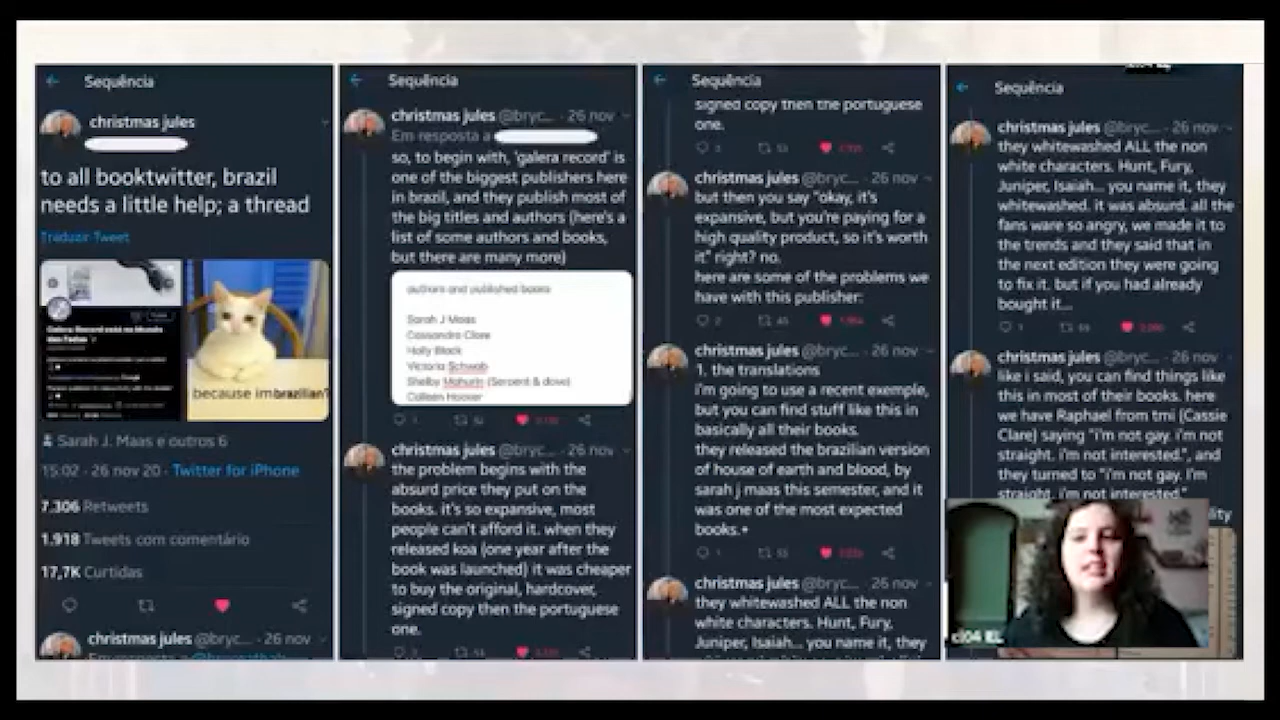 Sequência
christmas jules
to all booktwitter, brazil
needs a little help; a thread
Traduzir Tweet
because im brazilian?
Sarah J. Maas e outros 6
15:02 · 26 nov 20 · Twitter for iPhone
7.306 Retweets
1.918 Tweets com comentário
17,7K Curtidas
christmas jules @bryc... · 26 nov
Em resposta a
Sequência
christmas jules @bryc... · 26 nov
Em resposta a
so, to begin with, 'galera record' is
one of the biggest publishers here
in brazil, and they publish most of
the big titles and authors (here's a
list of some authors and books,
but there are many more)
authors and published books
Sarah J Maas
Cassandra Clare
Holly Black
Victoria Schwab
Shelby Mahurin (Serpent & dove)
Colleen Hoover
christmas jules @bryc... · 26 nov
the problem begins with the
absurd price they put on the
books. it's so expansive, most
people can't afford it. when they
released koa (one year after the
book was launched) it was cheaper
to buy the original, hardcover,
signed copy then the portuguese
one.
Sequência
signed copy then the portuguese
one.
christmas jules @bryc... · 26 nov
but then you say "okay, it's
expansive, but you're paying for a
high quality product, so it's worth
it" right? no.
here are some of the problems we
have with this publisher:
christmas jules @bryc... · 26 nov
1. the translations
i'm going to use a recent exemple,
but you can find stuff like this in
basically all their books.
they released the brazilian version
of house of earth and blood, by
sarah j maas this semester, and it
was one of the most expected
books.+
christmas jules @bryc... · 26 nov
they whitewashed ALL the non
white characters. Hunt, Fury,
Juniper, Isaiah... you name it, they
Sequência
christmas jules @bryc... · 26 nov
they whitewashed ALL the non
white characters. Hunt, Fury,
Juniper, Isaiah... you name it, they
whitewashed. it was absurd. all the
fans ware so angry, we made it to
the trends and they said that in
the next edition they were going
to fix it. but if you had already
bought it...
christmas jules @bryc... · 26 nov
like i said, you can find things like
this in most of their books. here
we have Raphael from tmi (Cassie
Clare) saying "i'm not gay. i'm not
straight. i'm not interested.", and
they turned to "i'm not gay. i'm
straight. i'm not interested."